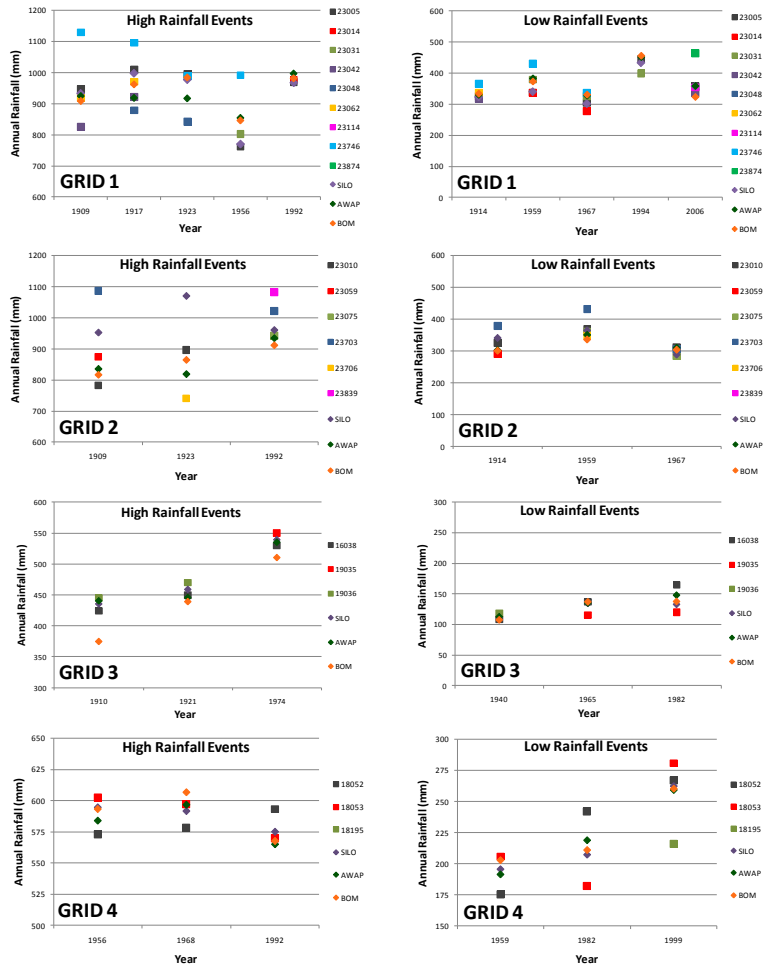 High Rainfall Events
Annual Rainfall (mm)
1200
1100
1000
900
800
700
600
1909 1917 1923 1956 1992
Year
GRID 1
23005
23014
23031
23042
23048
23062
23114
23746
23874
SILO
AWAP
BOM
Low Rainfall Events
Annual Rainfall (mm)
600
500
400
300
200
100
0
1914 1959 1967 1994 2006
Year
GRID 1
23005
23014
23031
23042
23048
23062
23114
23746
23874
SILO
AWAP
BOM
High Rainfall Events
Annual Rainfall (mm)
1200
1100
1000
900
800
700
600
1909 1923 1992
Year
GRID 2
23010
23059
23075
23703
23706
23839
SILO
AWAP
BOM
Low Rainfall Events
Annual Rainfall (mm)
600
500
400
300
200
100
0
1914 1959 1967
Year
GRID 2
23010
23059
23075
23703
23706
23839
SILO
AWAP
BOM
High Rainfall Events
Annual Rainfall (mm)
600
550
500
450
400
350
300
1910 1921 1974
Year
GRID 3
16038
19035
19036
SILO
AWAP
BOM
Low Rainfall Events
Annual Rainfall (mm)
300
250
200
150
100
50
0
1940 1965 1982
Year
GRID 3
16038
19035
19036
SILO
AWAP
BOM
High Rainfall Events
Annual Rainfall (mm)
650
625
600
575
550
525
500
1956 1968 1992
Year
GRID 4
18052
18053
18195
SILO
AWAP
BOM
Low Rainfall Events
Annual Rainfall (mm)
300
275
250
225
200
175
1959 1982 1999
Year
GRID 4
18052
18053
18195
SILO
AWAP
BOM